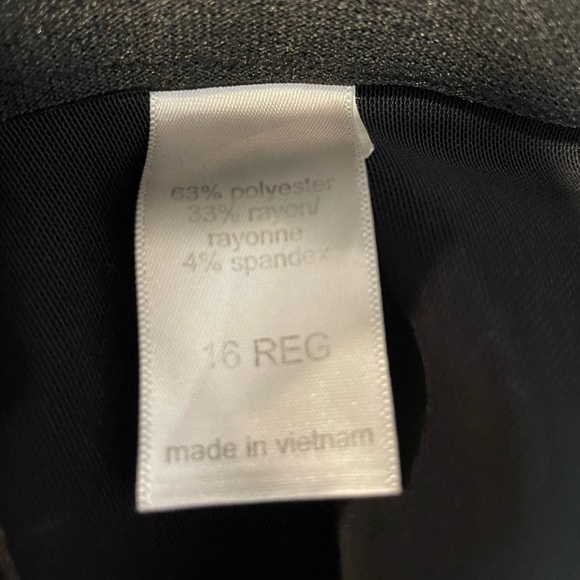 63% polyester
33% rayon/
rayonne
4% spandex
16 REG
made in vietnam